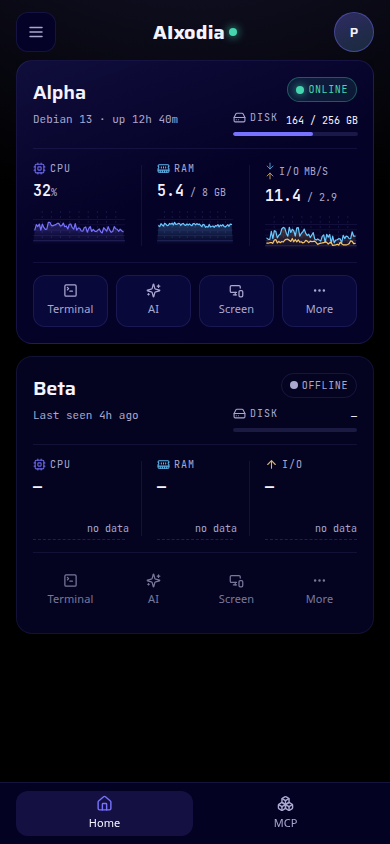 AIxodia
P
Alpha
ONLINE
Debian 13 · up 12h 40m
DISK 164 / 256 GB
CPU
RAM
I/O MB/S
32%
5.4 / 8 GB
11.4 / 2.9
Terminal
AI
Screen
More
Beta
OFFLINE
Last seen 4h ago
DISK –
CPU
RAM
I/O
–
–
–
no data
no data
no data
Terminal
AI
Screen
More
Home
MCP